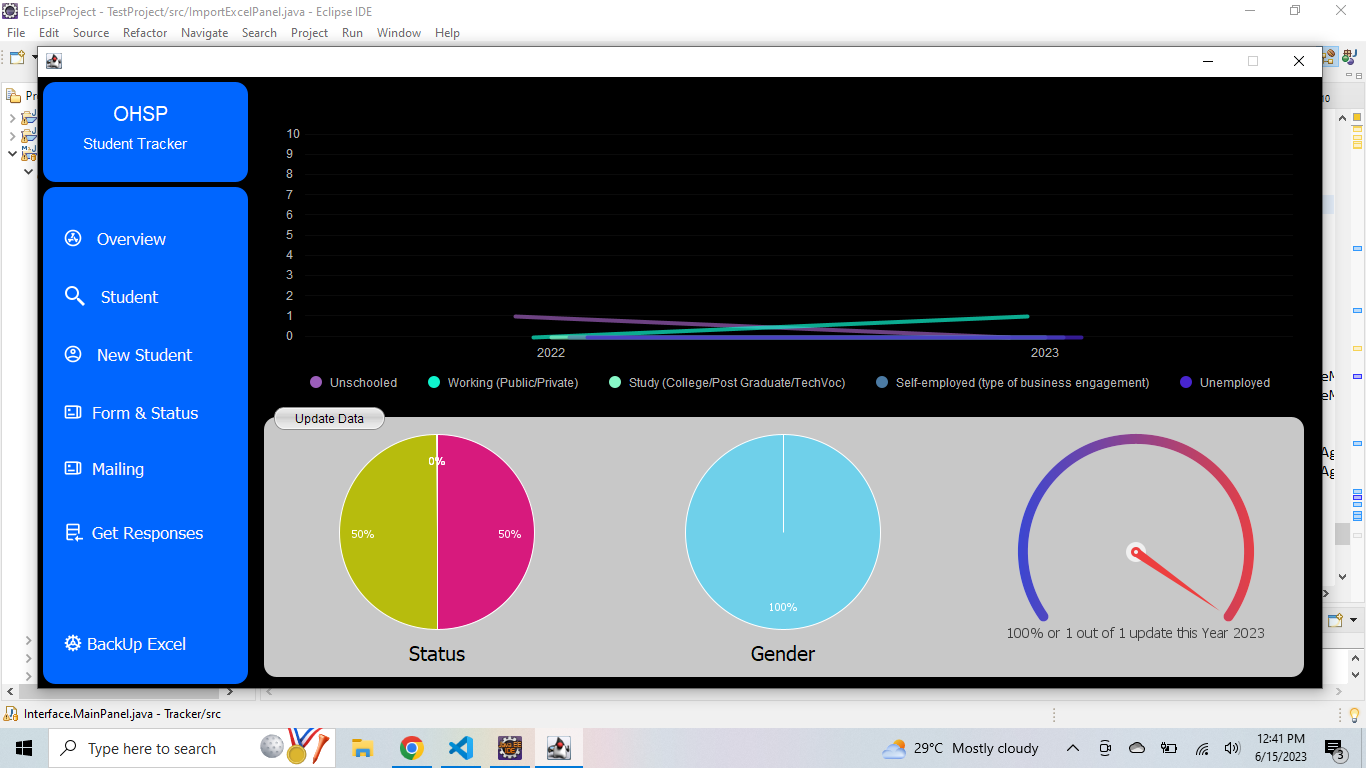 EclipseProject - TestProject/src/ImportExcelPanel.java - Eclipse IDE
File Edit Source Refactor Navigate Search Project Run Window Help
OHSP
Student Tracker
Overview
Student
New Student
Form & Status
Mailing
Get Responses
BackUp Excel
10
9
8
7
6
5
4
3
2
1
0
2022 2023
Unschooled Working (Public/Private) Study (College/Post Graduate/TechVoc) Self-employed (type of business engagement) Unemployed
Update Data
0%
50% 50%
Status
100%
Gender
100% or 1 out of 1 update this Year 2023
Interface.MainPanel.java - Tracker/src
Type here to search
29°C Mostly cloudy
12:41 PM
6/15/2023
3